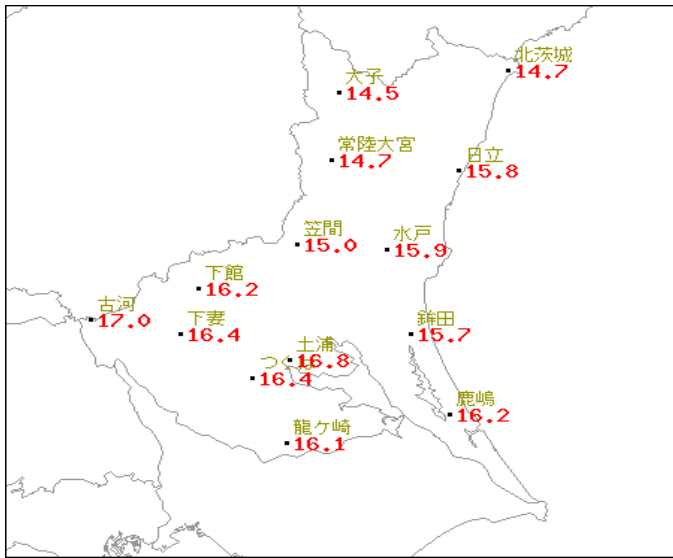 北茨城
14.7
大子
14.5
常陸大宮
14.7
日立
15.8
笠間
15.0
水戸
15.9
下館
16.2
古河
17.0
下妻
16.4
鉾田
15.7
土浦
16.8
つくば
16.4
鹿嶋
16.2
龍ケ崎
16.1